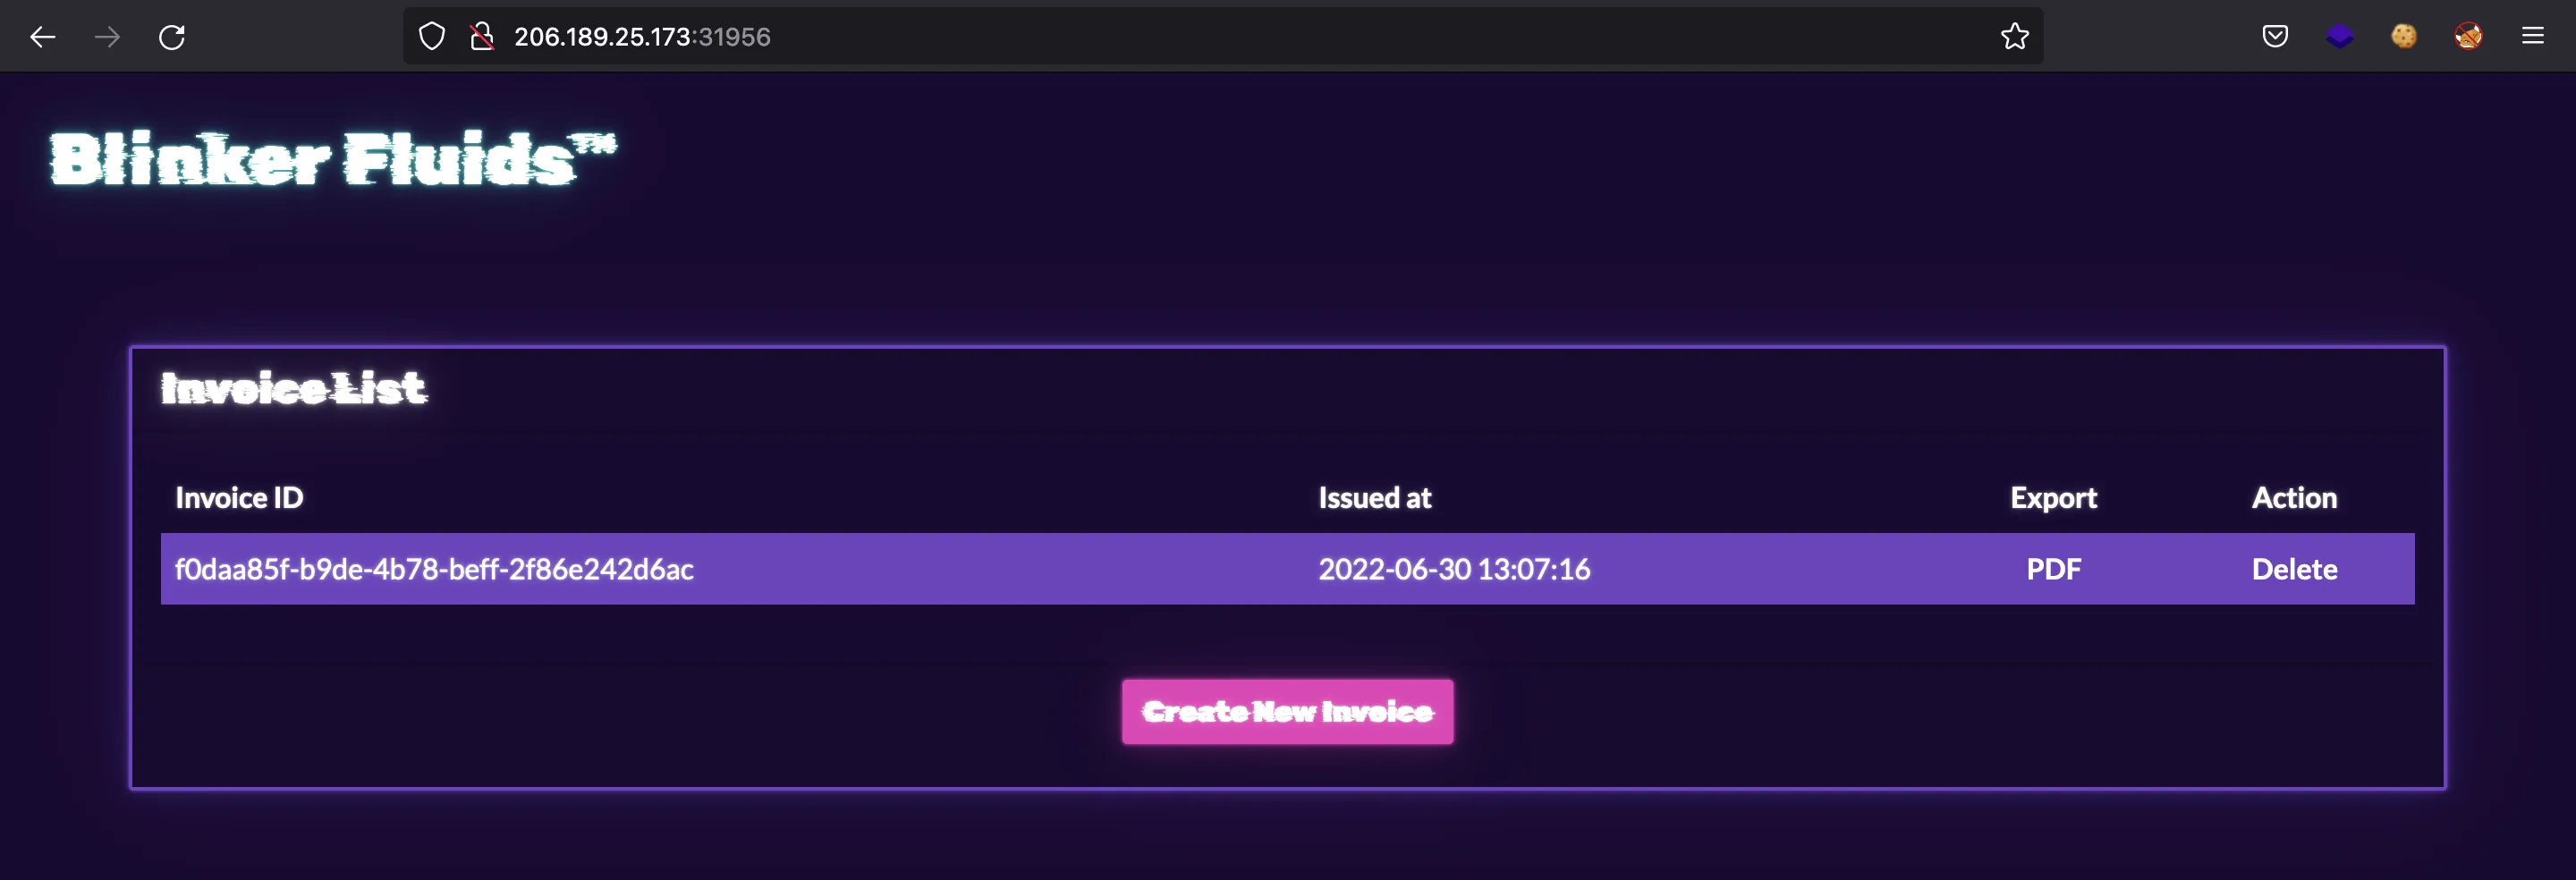 206.189.25.173:31956
Blinker Fluids™
Invoice List
Invoice ID Issued at Export Action
f0daa85f-b9de-4b78-beff-2f86e242d6ac 2022-06-30 13:07:16 PDF Delete
Create New Invoice